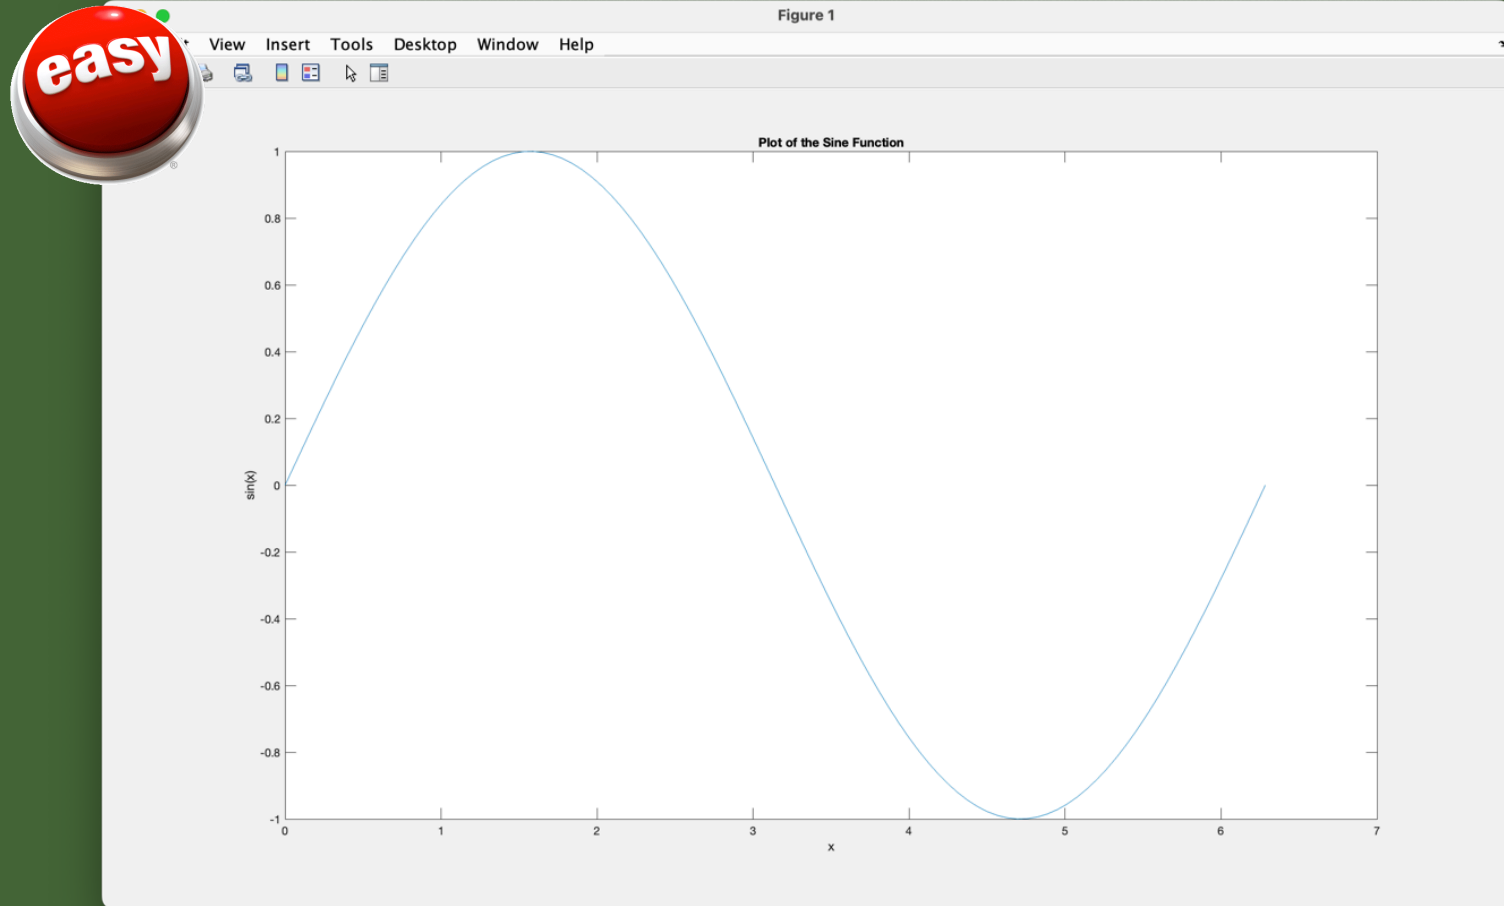 Figure 1
easy
View Insert Tools Desktop Window Help
®
Plot of the Sine Function
1
0.8
0.6
0.4
0.2
0
-0.2
-0.4
-0.6
-0.8
-1
sin(x)
0 1 2 3 4 5 6 7
x